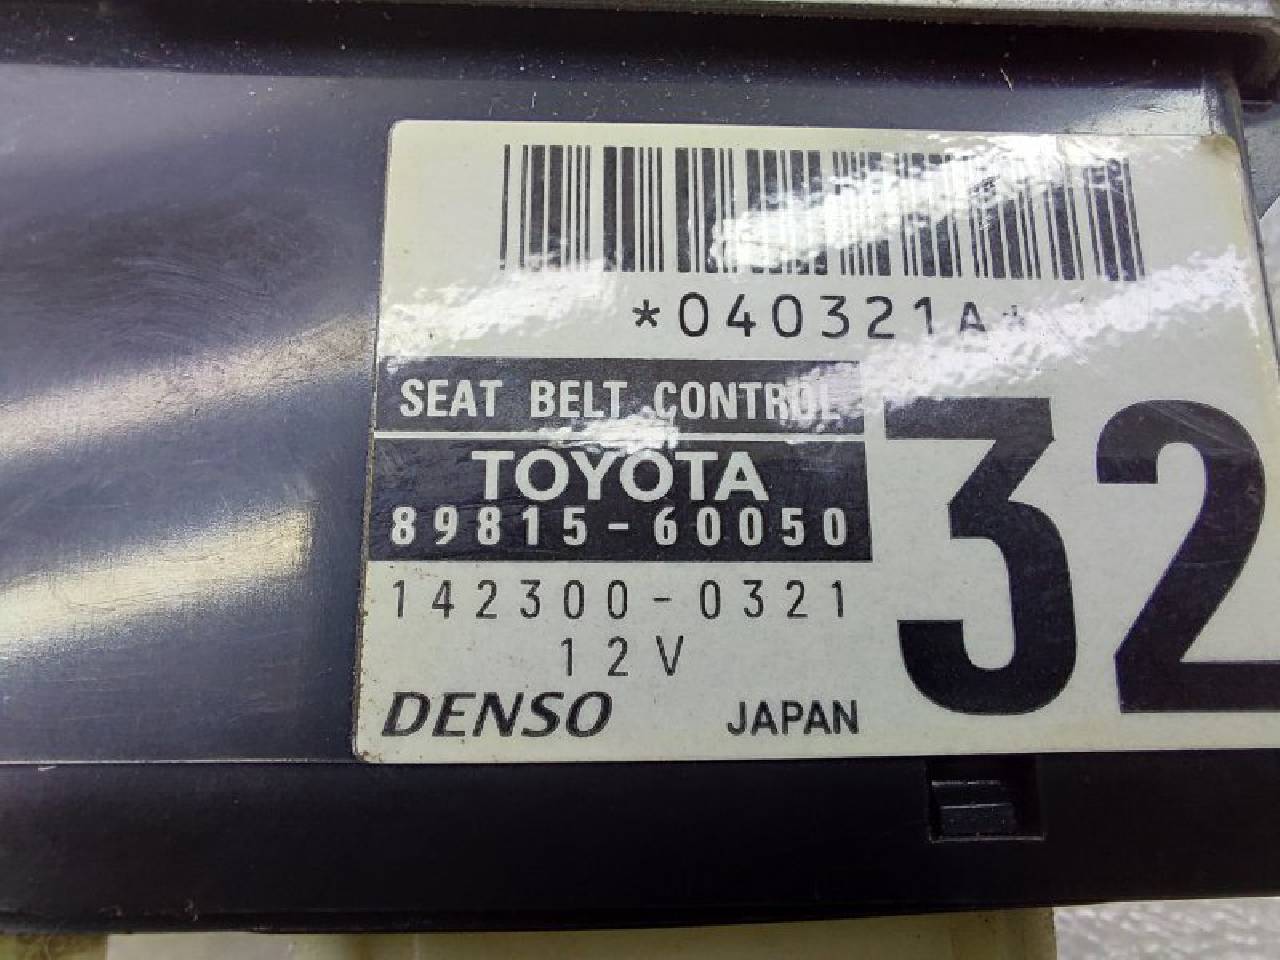 *040321A*
SEAT BELT CONTROL
TOYOTA
89815-60050
32
142300-0321
12V
DENSO JAPAN